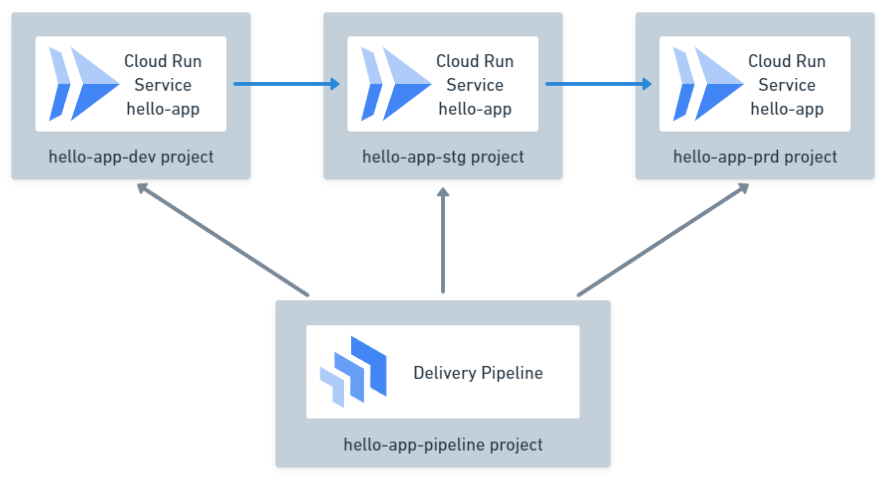 Cloud Run
Service
hello-app
hello-app-dev project
Cloud Run
Service
hello-app
hello-app-stg project
Cloud Run
Service
hello-app
hello-app-prd project
Delivery Pipeline
hello-app-pipeline project